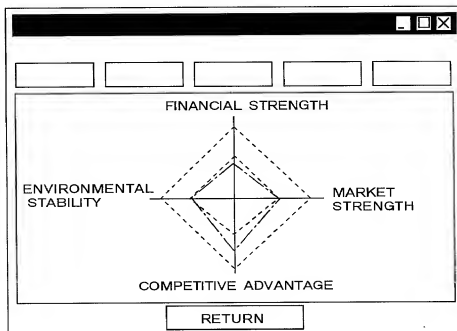 FINANCIAL STRENGTH
ENVIRONMENTAL
STABILITY
MARKET
STRENGTH
COMPETITIVE ADVANTAGE
RETURN